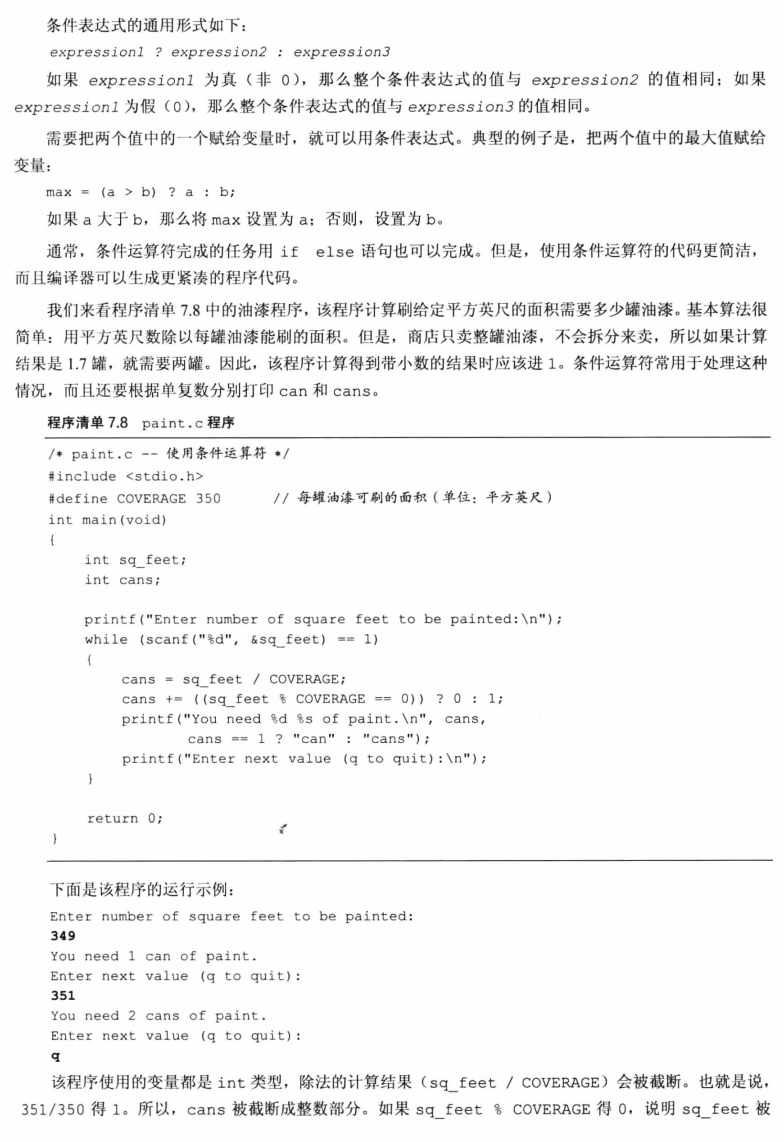 条件表达式的通用形式如下：
expression1 ? expression2 : expression3
如果 expression1 为真（非 0），那么整个条件表达式的值与 expression2 的值相同；如果
expression1 为假（0），那么整个条件表达式的值与 expression3 的值相同。
需要把两个值中的一个赋给变量时，就可以用条件表达式。典型的例子是，把两个值中的最大值赋给
变量：
max = (a > b) ? a : b;
如果 a 大于 b，那么将 max 设置为 a；否则，设置为 b。
通常，条件运算符完成的任务用 if else 语句也可以完成。但是，使用条件运算符的代码更简洁，
而且编译器可以生成更紧凑的程序代码。
我们来看程序清单 7.8 中的油漆程序，该程序计算刷给定平方英尺的面积需要多少罐油漆。基本算法很
简单：用平方英尺数除以每罐油漆能刷的面积。但是，商店只卖整罐油漆，不会拆分来卖，所以如果计算
结果是 1.7 罐，就需要两罐。因此，该程序计算得到带小数的结果时应该进 1。条件运算符常用于处理这种
情况，而且还要根据单复数分别打印 can 和 cans。
程序清单 7.8 paint.c 程序
/* paint.c -- 使用条件运算符 */
#include <stdio.h>
#define COVERAGE 350 // 每罐油漆可刷的面积（单位：平方英尺）
int main(void)
{
int sq_feet;
int cans;
printf("Enter number of square feet to be painted:\n");
while (scanf("%d", &sq_feet) == 1)
{
cans = sq_feet / COVERAGE;
cans += ((sq_feet % COVERAGE == 0)) ? 0 : 1;
printf("You need %d %s of paint.\n", cans,
cans == 1 ? "can" : "cans");
printf("Enter next value (q to quit):\n");
}
return 0;
}
下面是该程序的运行示例：
Enter number of square feet to be painted:
349
You need 1 can of paint.
Enter next value (q to quit):
351
You need 2 cans of paint.
Enter next value (q to quit):
q
该程序使用的变量都是 int 类型，除法的计算结果（sq_feet / COVERAGE）会被截断。也就是说，
351/350 得 1。所以，cans 被截断成整数部分。如果 sq_feet % COVERAGE 得 0，说明 sq_feet 被